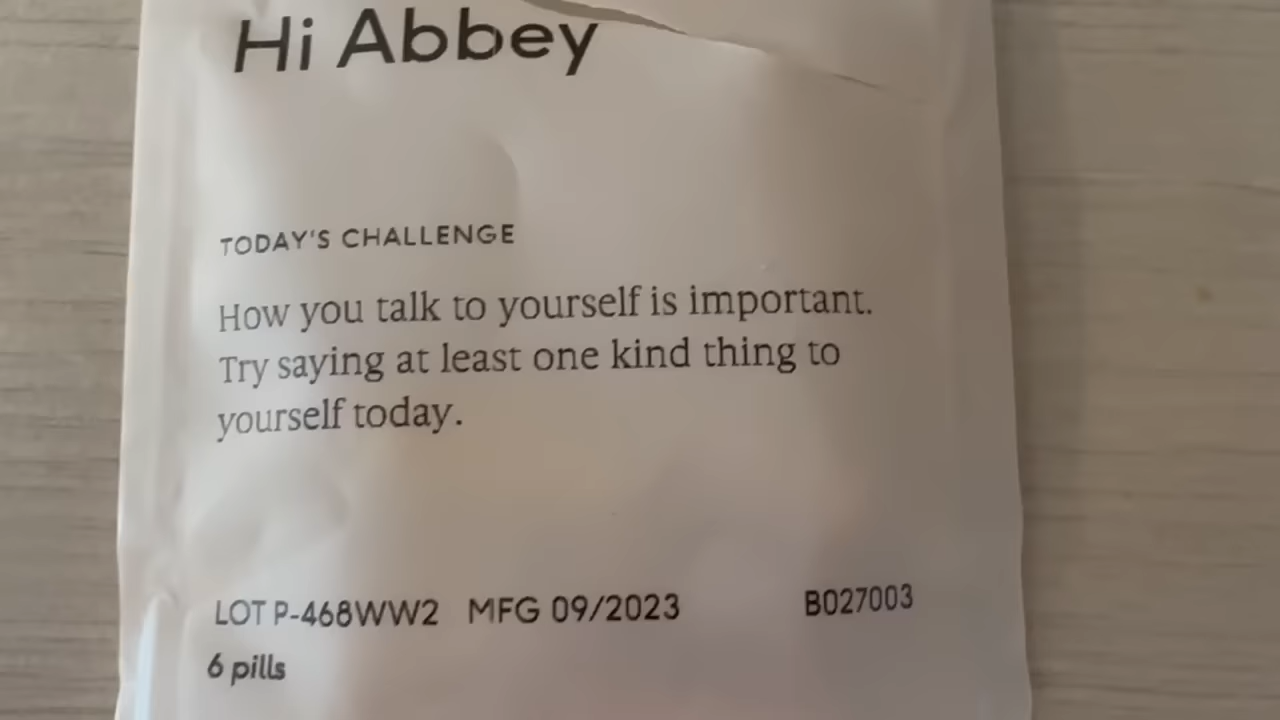 Hi Abbey
TODAY'S CHALLENGE
How you talk to yourself is important.
Try saying at least one kind thing to
yourself today.
LOT P-468WW2 MFG 09/2023 B027003
6 pills